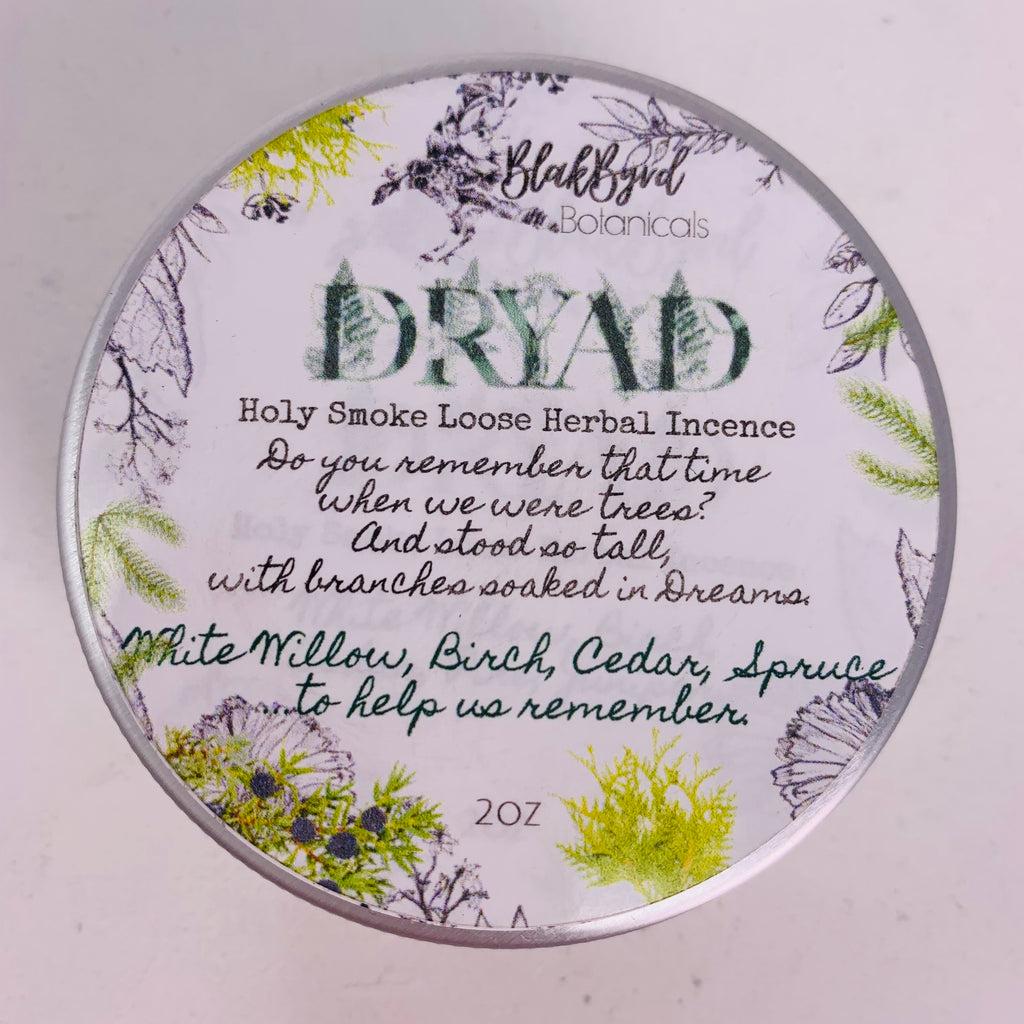 BlakByrd
Botanicals
DRYAD
Holy Smoke Loose Herbal Incence
Do you remember that time
when we were trees?
And stood so tall,
with branches soaked in Dreams.
White Willow, Birch, Cedar, Spruce
...to help us remember.
2OZ